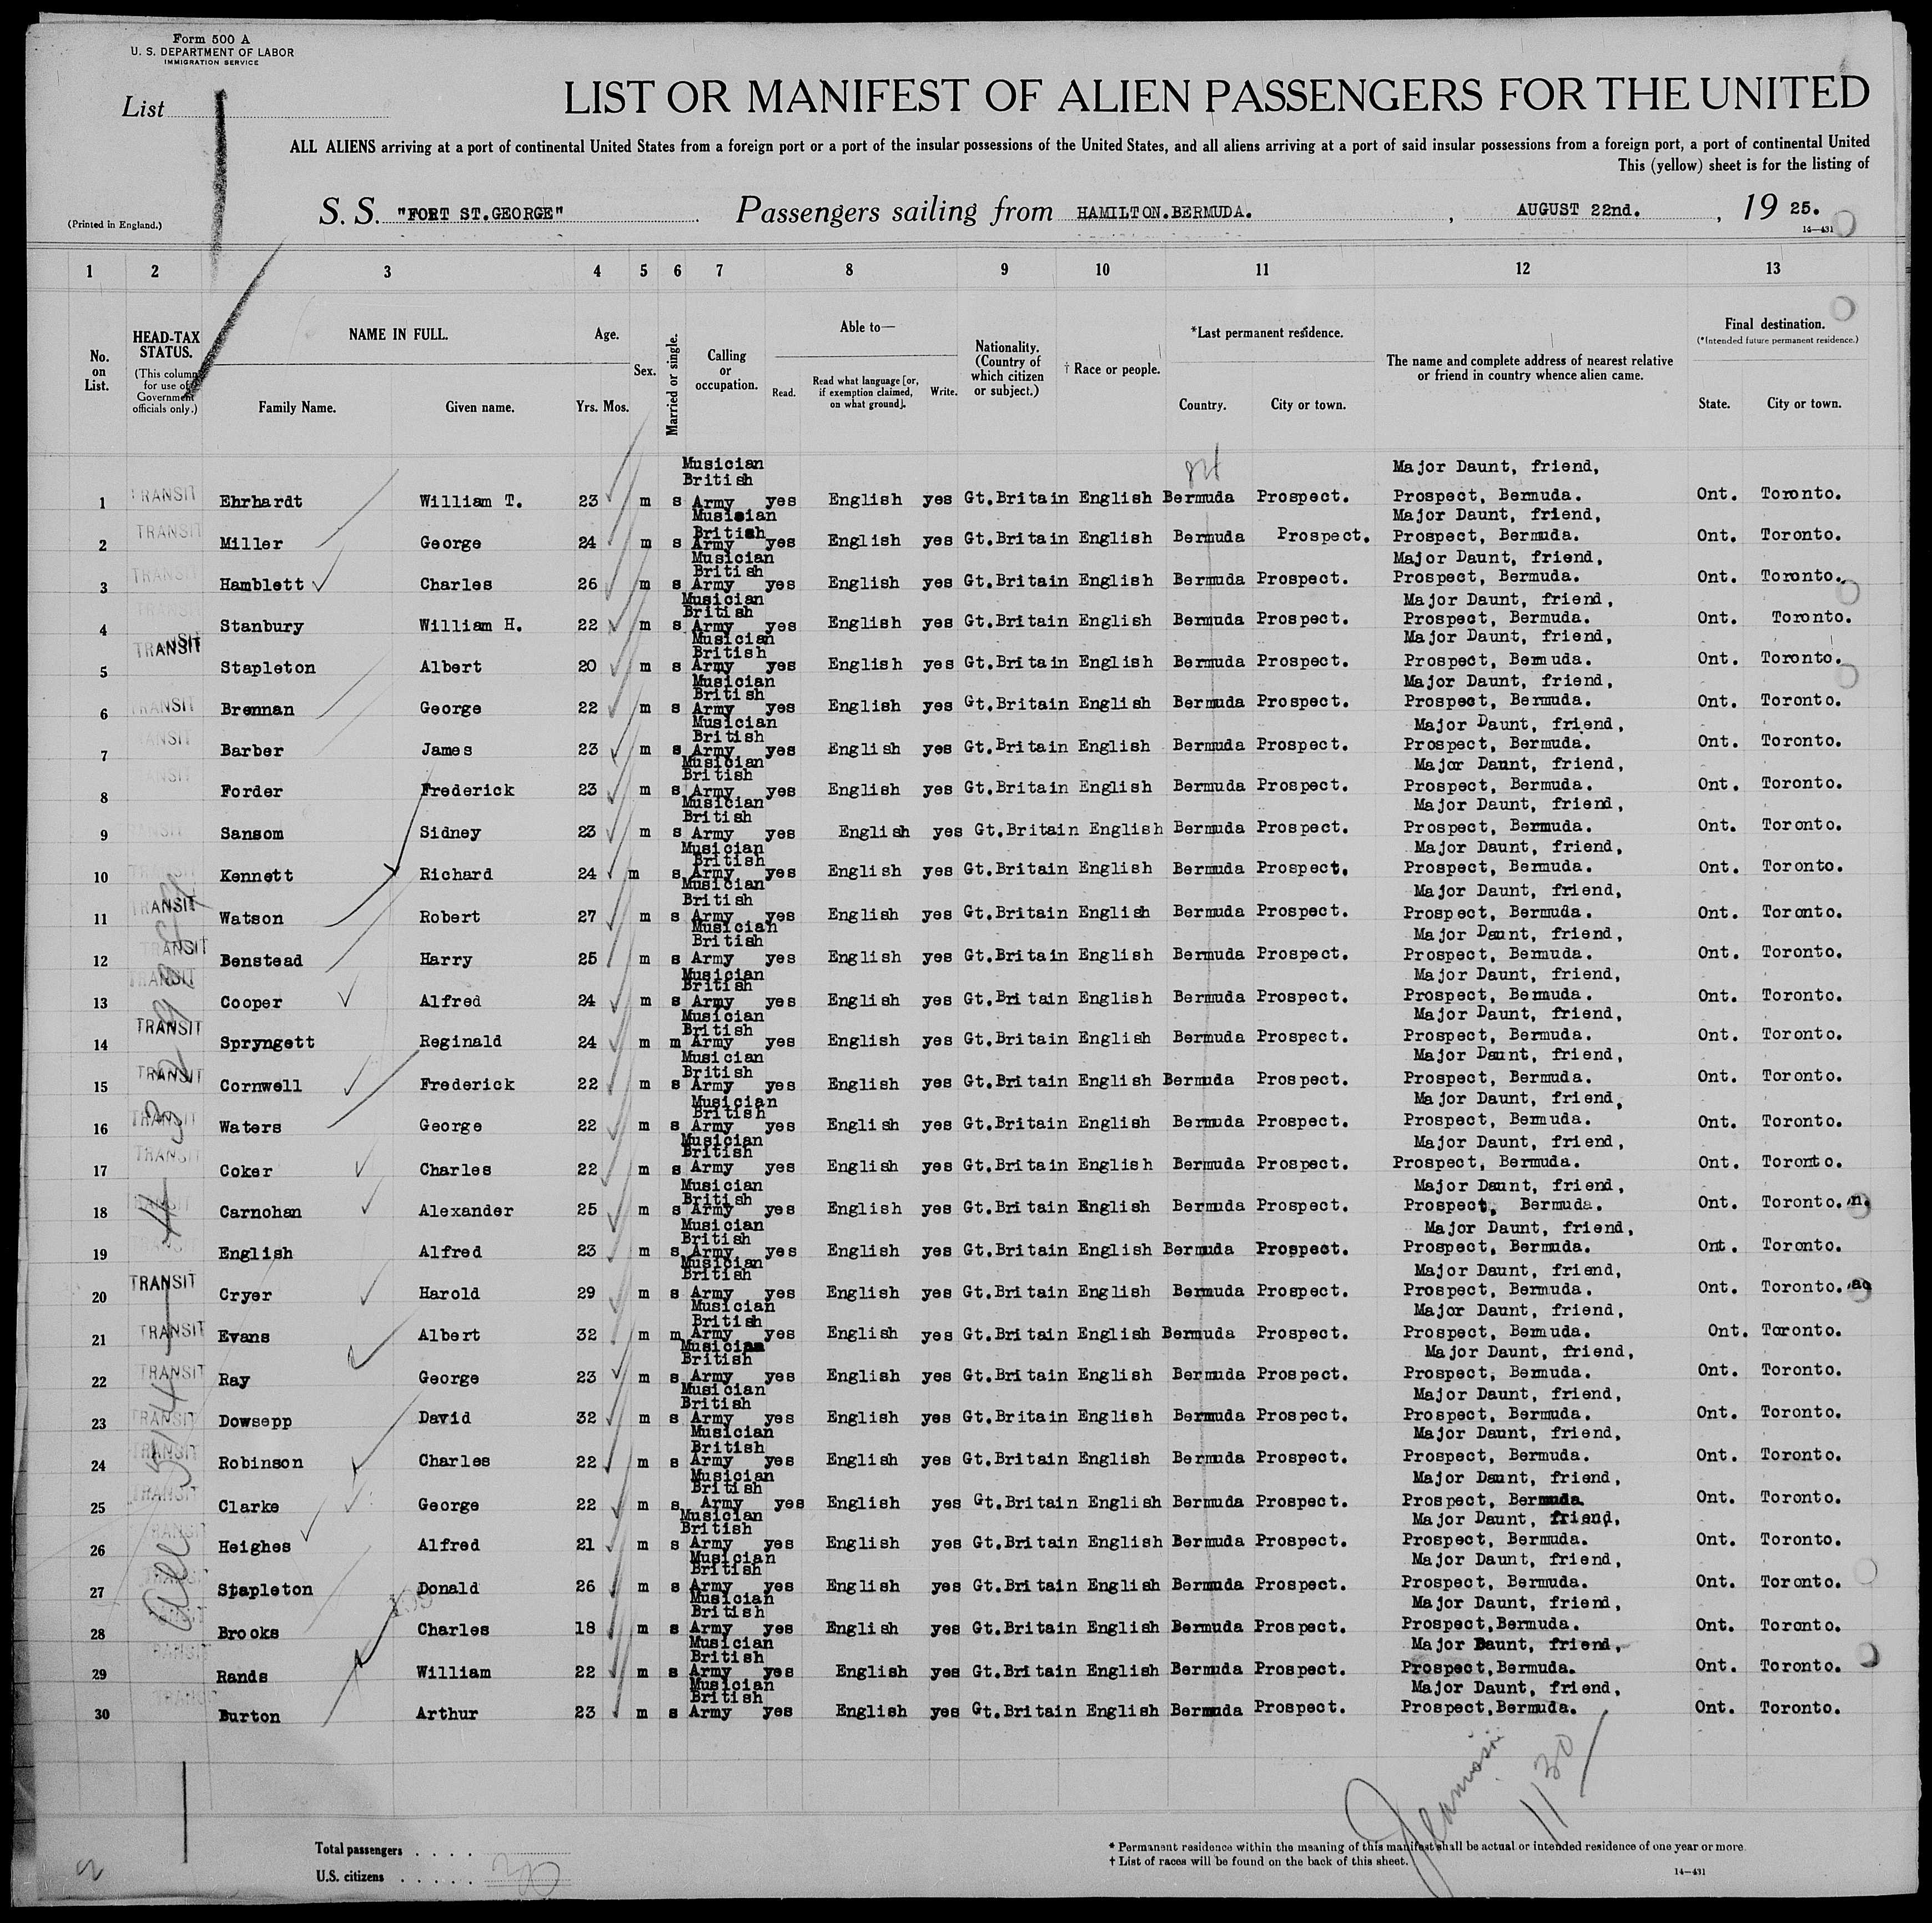 Form 500 A
U. S. DEPARTMENT OF LABOR
IMMIGRATION SERVICE
List
LIST OR MANIFEST OF ALIEN PASSENGERS FOR THE UNITED
ALL ALIENS arriving at a port of continental United States from a foreign port or a port of the insular possessions of the United States, and all aliens arriving at a port of said insular possessions from a foreign port, a port of continental United
This (yellow) sheet is for the listing of
(Printed in England.)
S. S. "FORT ST.GEORGE" Passengers sailing from HAMILTON.BERMUDA. , AUGUST 22nd. , 19 25.
14—431
1 2 3 4 5 6 7 8 9 10 11 12 13
No. on List.
HEAD-TAX STATUS.
(This column for use of Government officials only.)
NAME IN FULL.
Family Name. Given name.
Age.
Yrs. Mos.
Sex.
Married or single.
Calling or occupation.
Able to—
Read. Read what language [or, if exemption claimed, on what ground]. Write.
Nationality. (Country of which citizen or subject.)
† Race or people.
*Last permanent residence.
Country. City or town.
The name and complete address of nearest relative or friend in country whence alien came.
Final destination.
(*Intended future permanent residence.)
State. City or town.
1 TRANSIT Ehrhardt William T. 23 m s Musician British Army yes English yes Gt.Britain English Bermuda Prospect. Major Daunt, friend, Prospect, Bermuda. Ont. Toronto.
2 TRANSIT Miller George 24 m s Musician British Army yes English yes Gt.Britain English Bermuda Prospect. Major Daunt, friend, Prospect, Bermuda. Ont. Toronto.
3 TRANSIT Hamblett Charles 26 m s Musician British Army yes English yes Gt.Britain English Bermuda Prospect. Major Daunt, friend, Prospect, Bermuda. Ont. Toronto.
4 TRANSIT Stanbury William H. 22 m s Musician British Army yes English yes Gt.Britain English Bermuda Prospect. Major Daunt, friend, Prospect, Bermuda. Ont. Toronto.
5 TRANSIT Stapleton Albert 20 m s Musician British Army yes English yes Gt.Britain English Bermuda Prospect. Major Daunt, friend, Prospect, Bermuda. Ont. Toronto.
6 TRANSIT Brennan George 22 m s Musician British Army yes English yes Gt.Britain English Bermuda Prospect. Major Daunt, friend, Prospect, Bermuda. Ont. Toronto.
7 TRANSIT Barber James 23 m s Musician British Army yes English yes Gt.Britain English Bermuda Prospect. Major Daunt, friend, Prospect, Bermuda. Ont. Toronto.
8 TRANSIT Forder Frederick 23 m s Musician British Army yes English yes Gt.Britain English Bermuda Prospect. Major Daunt, friend, Prospect, Bermuda. Ont. Toronto.
9 TRANSIT Sansom Sidney 23 m s Musician British Army yes English yes Gt.Britain English Bermuda Prospect. Major Daunt, friend, Prospect, Bermuda. Ont. Toronto.
10 TRANSIT Kennett Richard 24 m s Musician British Army yes English yes Gt.Britain English Bermuda Prospect. Major Daunt, friend, Prospect, Bermuda. Ont. Toronto.
11 TRANSIT Watson Robert 27 m s Musician British Army yes English yes Gt.Britain English Bermuda Prospect. Major Daunt, friend, Prospect, Bermuda. Ont. Toronto.
12 TRANSIT Benstead Harry 25 m s Musician British Army yes English yes Gt.Britain English Bermuda Prospect. Major Daunt, friend, Prospect, Bermuda. Ont. Toronto.
13 TRANSIT Cooper Alfred 24 m s Musician British Army yes English yes Gt.Britain English Bermuda Prospect. Major Daunt, friend, Prospect, Bermuda. Ont. Toronto.
14 TRANSIT Spryngett Reginald 24 m m Musician British Army yes English yes Gt.Britain English Bermuda Prospect. Major Daunt, friend, Prospect, Bermuda. Ont. Toronto.
15 TRANSIT Cornwell Frederick 22 m s Musician British Army yes English yes Gt.Britain English Bermuda Prospect. Major Daunt, friend, Prospect, Bermuda. Ont. Toronto.
16 TRANSIT Waters George 22 m s Musician British Army yes English yes Gt.Britain English Bermuda Prospect. Major Daunt, friend, Prospect, Bermuda. Ont. Toronto.
17 TRANSIT Coker Charles 22 m s Musician British Army yes English yes Gt.Britain English Bermuda Prospect. Major Daunt, friend, Prospect, Bermuda. Ont. Toronto.
18 TRANSIT Carnohan Alexander 25 m s Musician British Army yes English yes Gt.Britain English Bermuda Prospect. Major Daunt, friend, Prospect, Bermuda. Ont. Toronto.
19 TRANSIT English Alfred 23 m s Musician British Army yes English yes Gt.Britain English Bermuda Prospect. Major Daunt, friend, Prospect, Bermuda. Ont. Toronto.
20 TRANSIT Cryer Harold 29 m s Musician British Army yes English yes Gt.Britain English Bermuda Prospect. Major Daunt, friend, Prospect, Bermuda. Ont. Toronto.
21 TRANSIT Evans Albert 32 m m Musician British Army yes English yes Gt.Britain English Bermuda Prospect. Major Daunt, friend, Prospect, Bermuda. Ont. Toronto.
22 TRANSIT Ray George 23 m s Musician British Army yes English yes Gt.Britain English Bermuda Prospect. Major Daunt, friend, Prospect, Bermuda. Ont. Toronto.
23 TRANSIT Dowsepp David 32 m s Musician British Army yes English yes Gt.Britain English Bermuda Prospect. Major Daunt, friend, Prospect, Bermuda. Ont. Toronto.
24 TRANSIT Robinson Charles 22 m s Musician British Army yes English yes Gt.Britain English Bermuda Prospect. Major Daunt, friend, Prospect, Bermuda. Ont. Toronto.
25 TRANSIT Clarke George 22 m s Musician British Army yes English yes Gt.Britain English Bermuda Prospect. Major Daunt, friend, Prospect, Bermuda Ont. Toronto.
26 TRANSIT Heighes Alfred 21 m s Musician British Army yes English yes Gt.Britain English Bermuda Prospect. Major Daunt, friend, Prospect, Bermuda. Ont. Toronto.
27 TRANSIT Stapleton Donald 26 m s Musician British Army yes English yes Gt.Britain English Bermuda Prospect. Major Daunt, friend, Prospect, Bermuda. Ont. Toronto.
28 TRANSIT Brooks Charles 18 m s Musician British Army yes English yes Gt.Britain English Bermuda Prospect. Major Daunt, friend, Prospect,Bermuda. Ont. Toronto.
29 TRANSIT Rands William 22 m s Musician British Army yes English yes Gt.Britain English Bermuda Prospect. Major Daunt, friend, Prospect,Bermuda. Ont. Toronto.
30 TRANSIT Burton Arthur 23 m s Musician British Army yes English yes Gt.Britain English Bermuda Prospect. Major Daunt, friend, Prospect,Bermuda. Ont. Toronto.
Total passengers . . . .
U.S. citizens . . . . . 30
* Permanent residence within the meaning of this manifest shall be actual or intended residence of one year or more.
† List of races will be found on the back of this sheet.
14—431